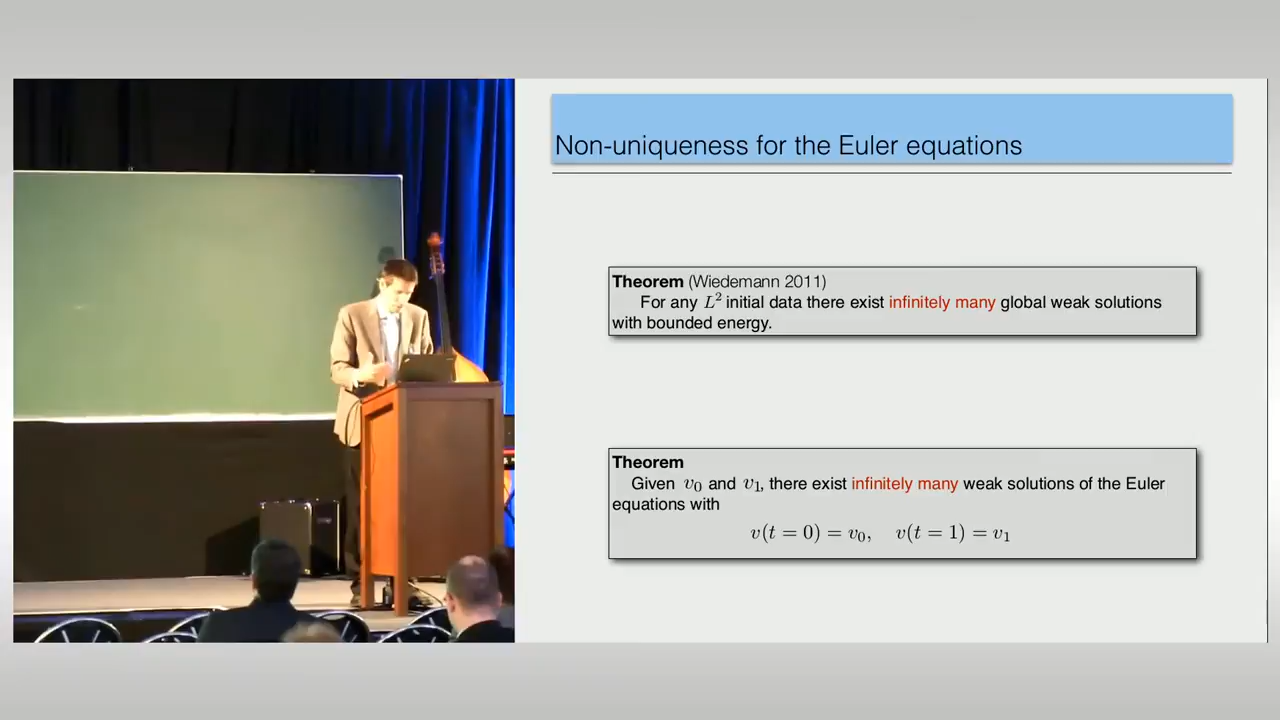 Non-uniqueness for the Euler equations
Theorem (Wiedemann 2011)
For any L² initial data there exist infinitely many global weak solutions
with bounded energy.
Theorem
Given v₀ and v₁, there exist infinitely many weak solutions of the Euler
equations with
v(t = 0) = v₀, v(t = 1) = v₁